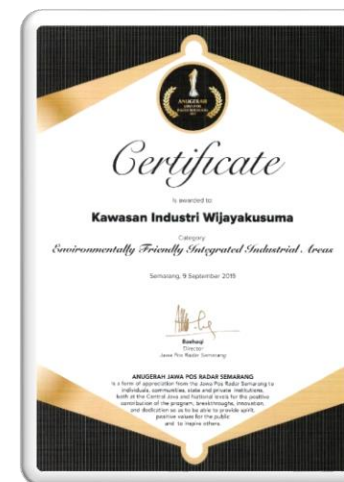 1
ANUGERAH
Certificate
is awarded to
Kawasan Industri Wijayakusuma
Category
Environmentally Friendly Integrated Industrial Areas
Semarang, 9 September 2019
Baehaqi
Director
Jawa Pos Radar Semarang
ANUGERAH JAWA POS RADAR SEMARANG
is a form of appreciation from the Jawa Pos Radar Semarang to
individuals, communities, state and private institutions,
both at the Central Java and National levels for the positive
contribution of the program, breakthroughs, innovation,
and dedication so as to be able to provide spirit,
positive values for the public
and to inspire others.